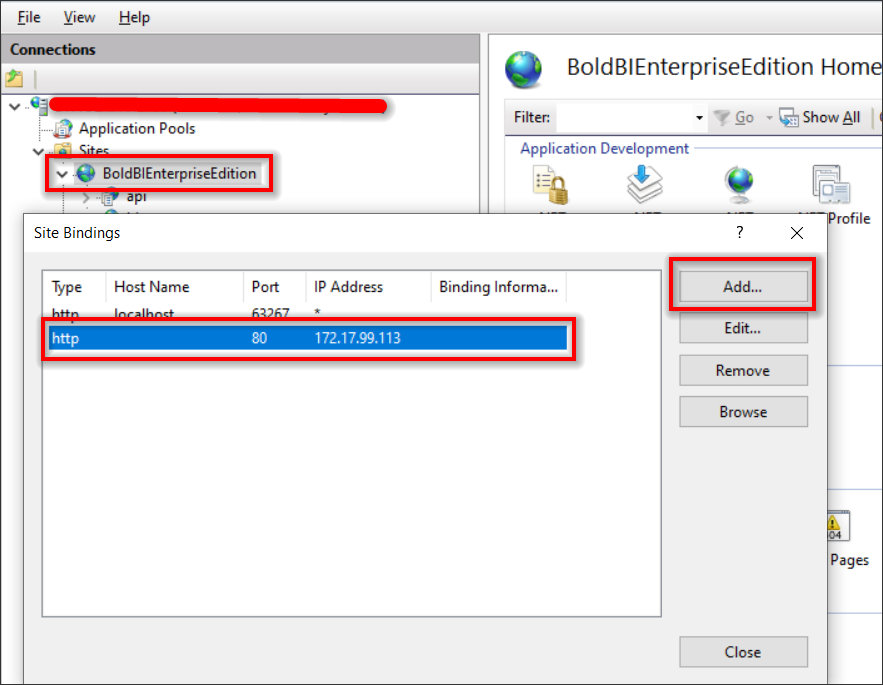 File View Help
Connections
BoldBIEnterpriseEdition Home
Filter: Go Show All
Application Pools
Application Development
Sites
BoldBIEnterpriseEdition
api
Profile
Site Bindings ?
Type Host Name Port IP Address Binding Informa...
http localhost 63267 *
http 80 172.17.99.113
Add...
Edit...
Remove
Browse
Pages
Close